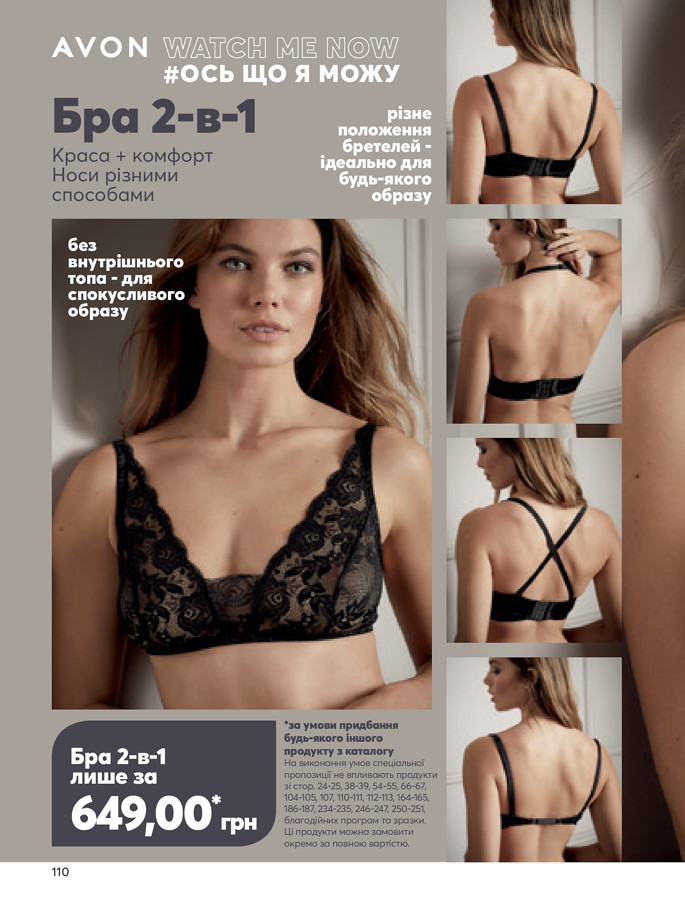 AVON WATCH ME NOW
#ОСЬ ЩО Я МОЖУ
Бра 2-в-1
Краса + комфорт
Носи різними
способами
різне
положення
бретелей -
ідеально для
будь-якого
образу
без
внутрішнього
топа - для
спокусливого
образу
Бра 2-в-1
лише за
649,00* грн
*за умови придбання
будь-якого іншого
продукту з каталогу
На виконання умов спеціальної
пропозиції не впливають продукти
зі стор. 24-25, 38-39, 54-55, 66-67,
104-105, 107, 110-111, 112-113, 164-165,
186-187, 234-235, 246-247, 250-251,
благодійних програм та зразки.
Ці продукти можна замовити
окремо за повною вартістю.
110